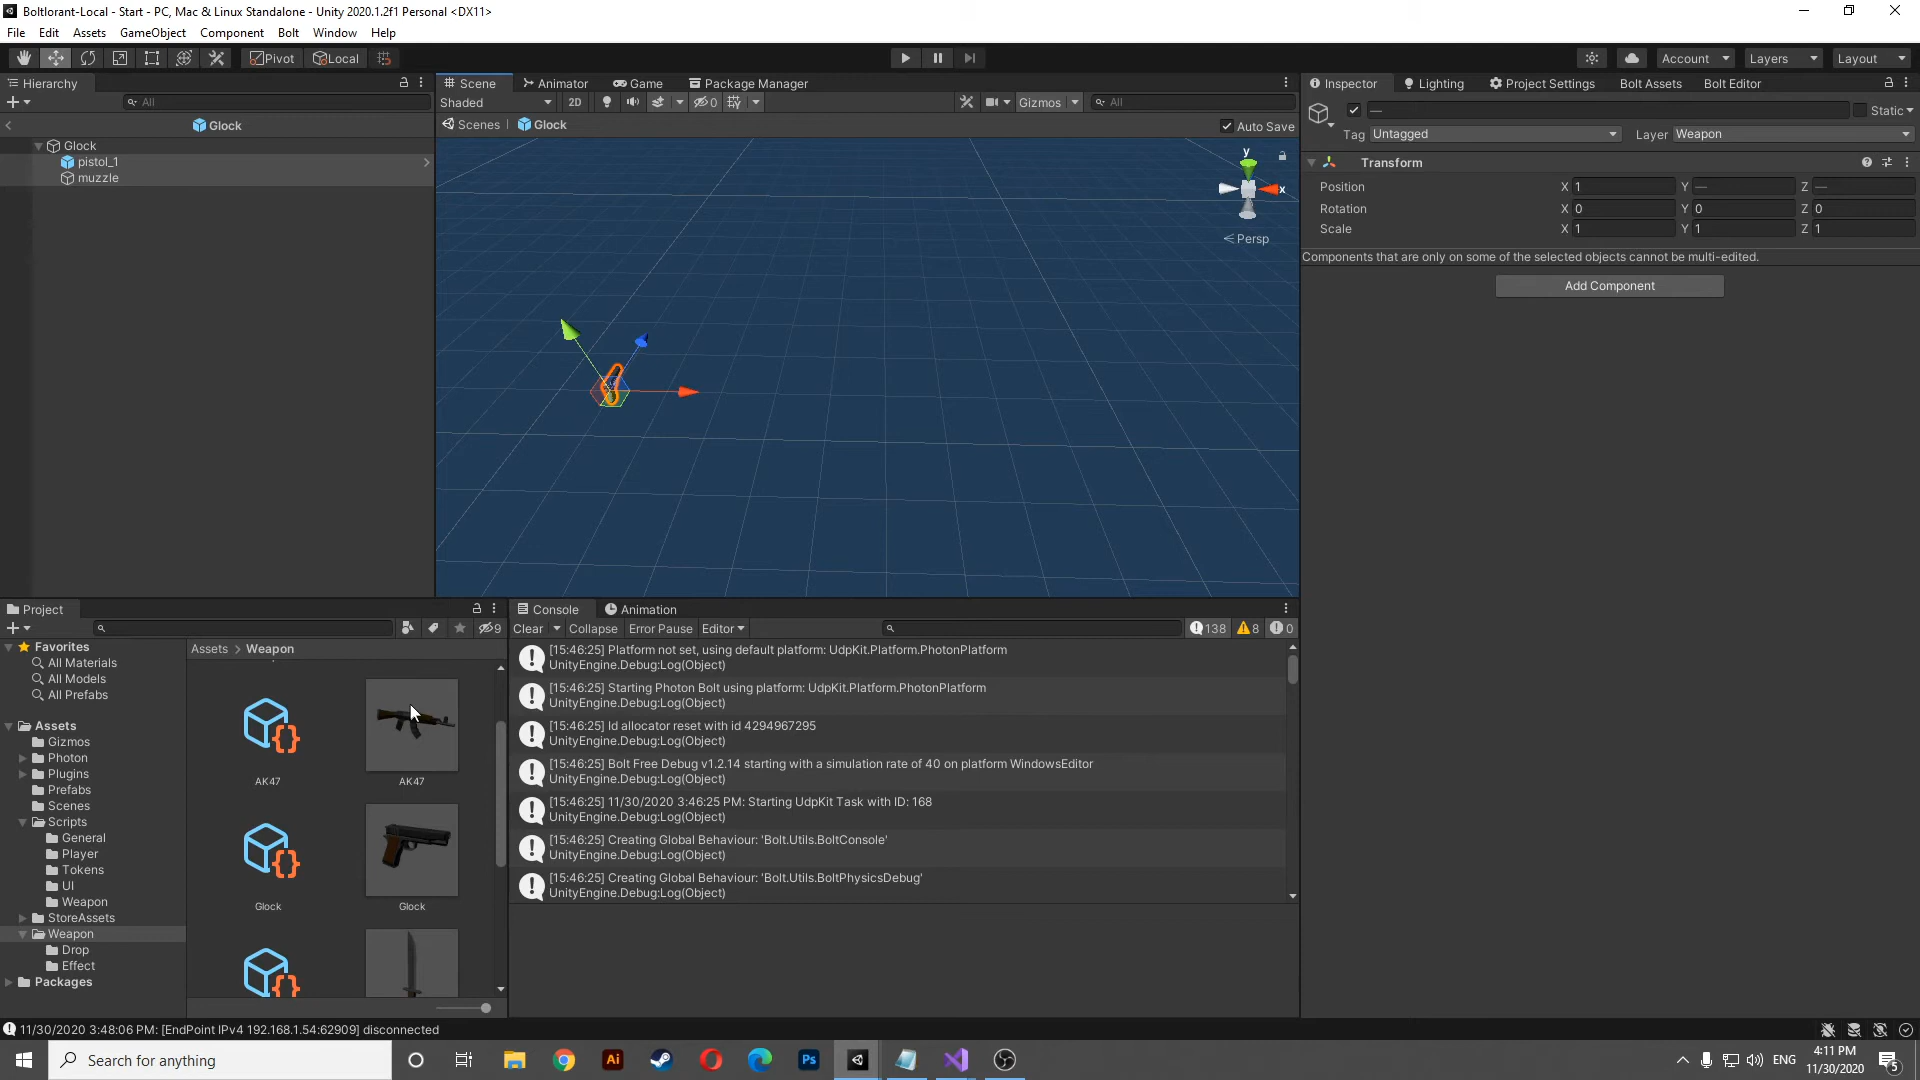 Boltlorant-Local - Start - PC, Mac & Linux Standalone - Unity 2020.1.2f1 Personal <DX11>
File Edit Assets GameObject Component Bolt Window Help
Pivot Local Account Layers Layout
Hierarchy
All
Glock
Glock
pistol_1
muzzle
Scene Animator Game Package Manager
Shaded 2D 0 Gizmos All
Scenes Glock Auto Save
y
x
Persp
Inspector Lighting Project Settings Bolt Assets Bolt Editor
— Static
Tag Untagged Layer Weapon
Transform
Position X 1 Y — Z —
Rotation X 0 Y 0 Z 0
Scale X 1 Y 1 Z 1
Components that are only on some of the selected objects cannot be multi-edited.
Add Component
Project
9
Favorites
All Materials
All Models
All Prefabs
Assets
Gizmos
Photon
Plugins
Prefabs
Scenes
Scripts
General
Player
Tokens
UI
Weapon
StoreAssets
Weapon
Drop
Effect
Packages
Assets > Weapon
AK47 AK47
Glock Glock
Console Animation
Clear Collapse Error Pause Editor 138 8 0
[15:46:25] Platform not set, using default platform: UdpKit.Platform.PhotonPlatform
UnityEngine.Debug:Log(Object)
[15:46:25] Starting Photon Bolt using platform: UdpKit.Platform.PhotonPlatform
UnityEngine.Debug:Log(Object)
[15:46:25] Id allocator reset with id 4294967295
UnityEngine.Debug:Log(Object)
[15:46:25] Bolt Free Debug v1.2.14 starting with a simulation rate of 40 on platform WindowsEditor
UnityEngine.Debug:Log(Object)
[15:46:25] 11/30/2020 3:46:25 PM: Starting UdpKit Task with ID: 168
UnityEngine.Debug:Log(Object)
[15:46:25] Creating Global Behaviour: 'Bolt.Utils.BoltConsole'
UnityEngine.Debug:Log(Object)
[15:46:25] Creating Global Behaviour: 'Bolt.Utils.BoltPhysicsDebug'
UnityEngine.Debug:Log(Object)
11/30/2020 3:48:06 PM: [EndPoint IPv4 192.168.1.54:62909] disconnected
Search for anything
Ai
Ps
ENG
4:11 PM
11/30/2020
5